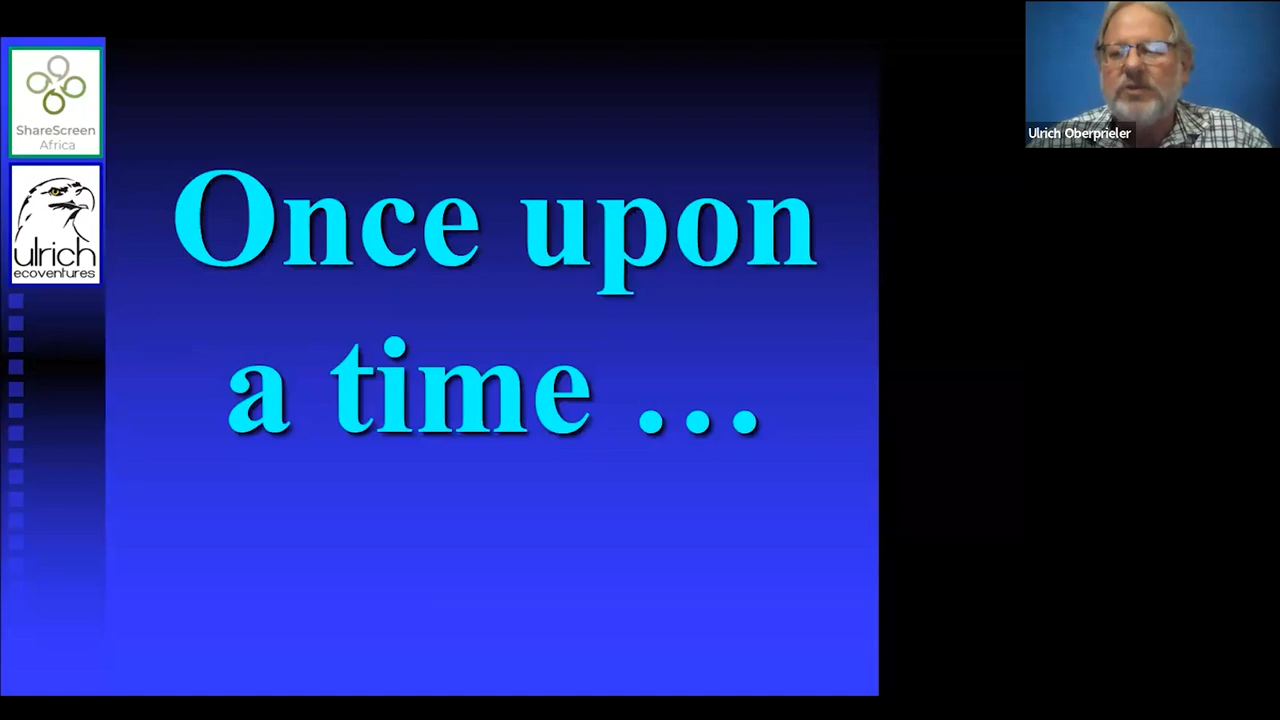 ShareScreen
Africa
ulrich
ecoventures
Once upon
a time ...
Ulrich Oberprieler